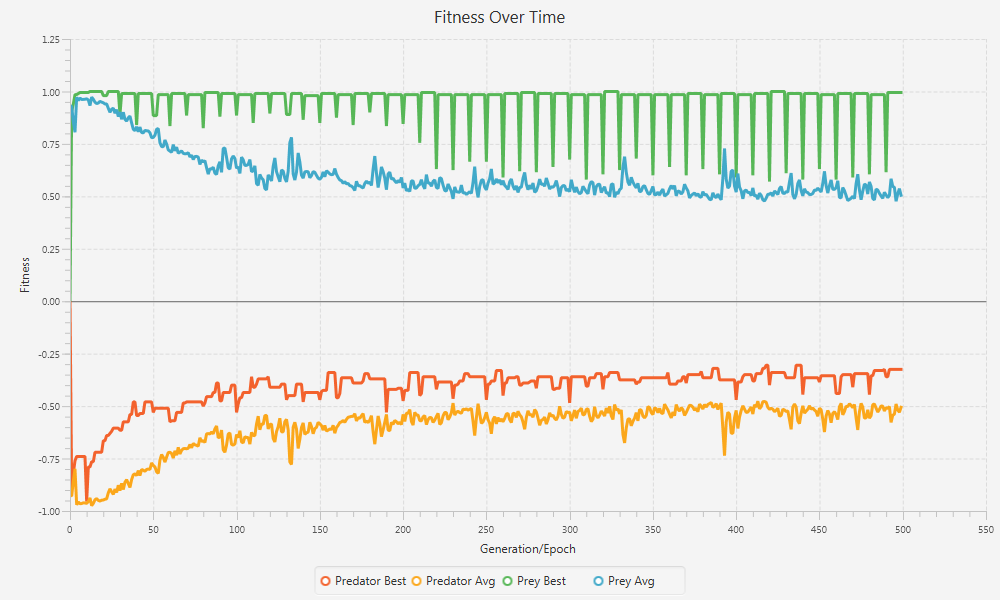 Fitness Over Time
1.25
1.00
0.75
0.50
0.25
0.00
-0.25
-0.50
-0.75
-1.00
Fitness
0 50 100 150 200 250 300 350 400 450 500 550
Generation/Epoch
Predator Best Predator Avg Prey Best Prey Avg